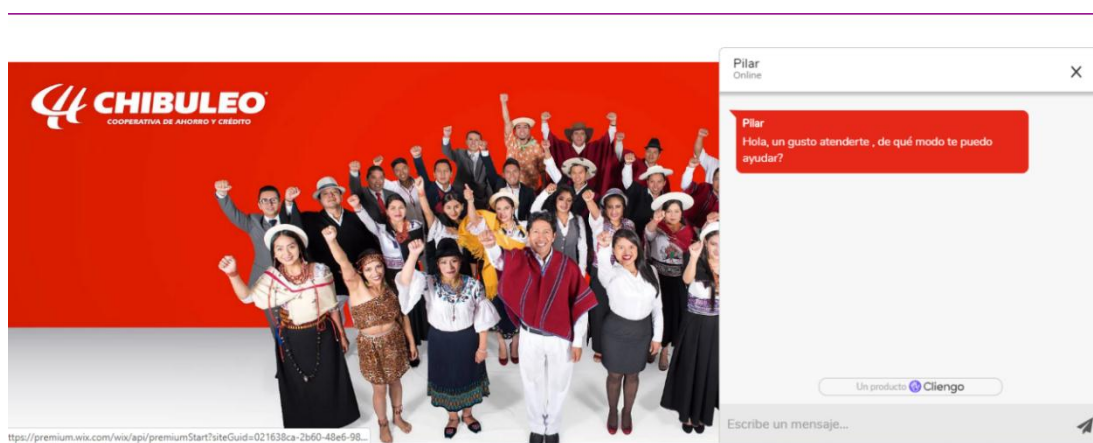 CHIBULEO
COOPERATIVA DE AHORRO Y CRÉDITO
Pilar
Online
Pilar
Hola, un gusto atenderte , de qué modo te puedo
ayudar?
Un producto Cliengo
Escribe un mensaje...
ttps://premium.wix.com/wix/api/premiumStart?siteGuid=021638ca-2b60-48e6-98...